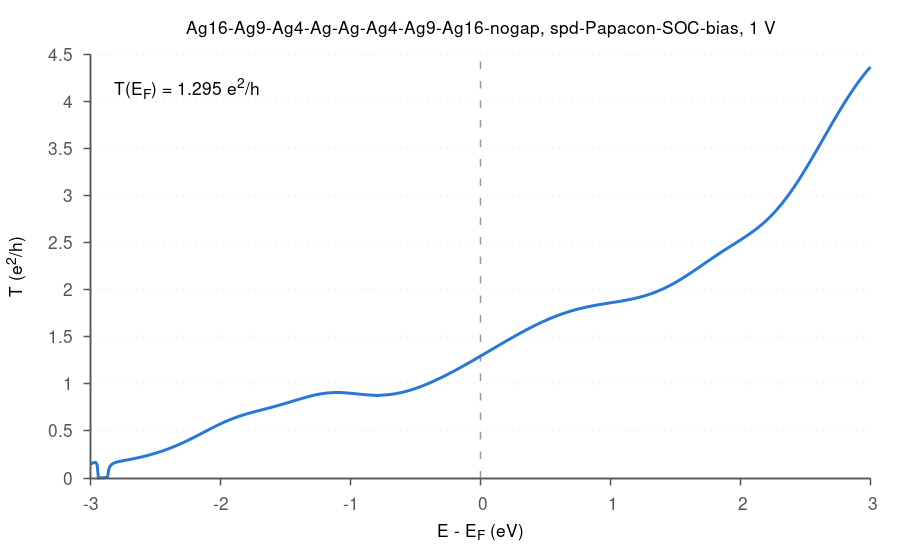 Ag16-Ag9-Ag4-Ag-Ag-Ag4-Ag9-Ag16-nogap, spd-Papacon-SOC-bias, 1 V
4.5
T(E_F) = 1.295 e²/h
4
3.5
3
2.5
T (e²/h)
2
1.5
1
0.5
0
-3 -2 -1 0 1 2 3
E - E_F (eV)